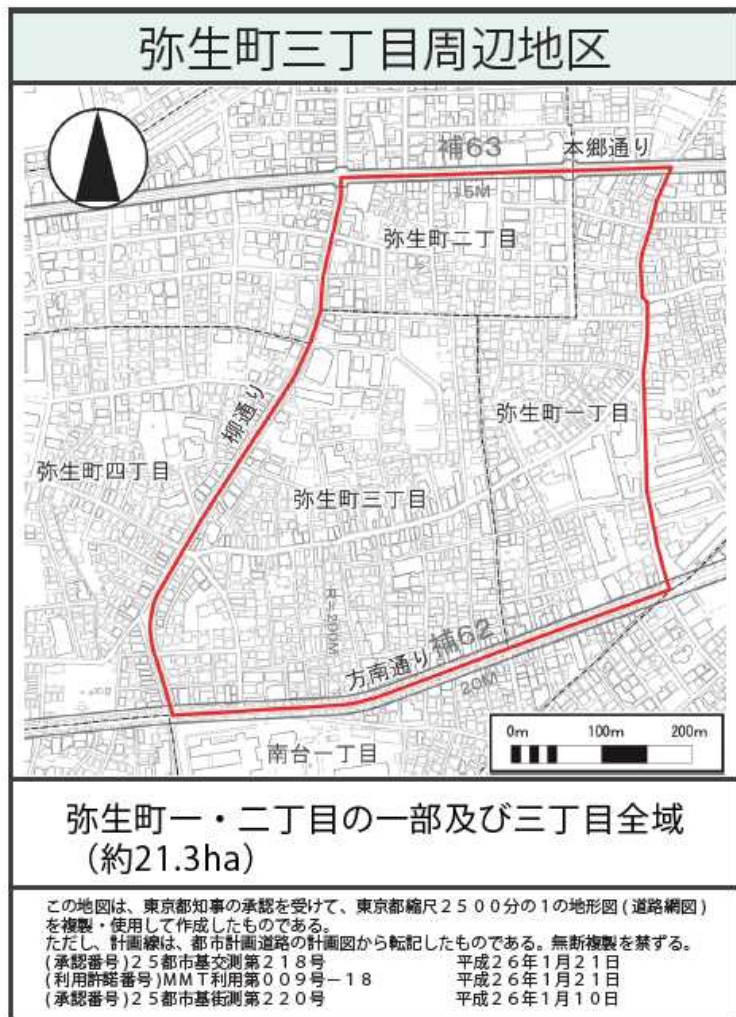 弥生町三丁目周辺地区
補63
本郷通り
15M
弥生町二丁目
弥生町一丁目
柳通り
弥生町四丁目
弥生町三丁目
R=200M
方南通り
補62
20M
南台一丁目
0m 100m 200m
弥生町一・二丁目の一部及び三丁目全域
（約21.3ha）
この地図は、東京都知事の承認を受けて、東京都縮尺２５００分の１の地形図(道路網図)
を複製・使用して作成したものである。
ただし、計画線は、都市計画道路の計画図から転記したものである。無断複製を禁ずる。
(承認番号)２５都市基交測第２１８号 平成２６年１月２１日
(利用許諾番号)ＭＭＴ利用第００９号－１８ 平成２６年１月２１日
(承認番号)２５都市基街測第２２０号 平成２６年１月１０日